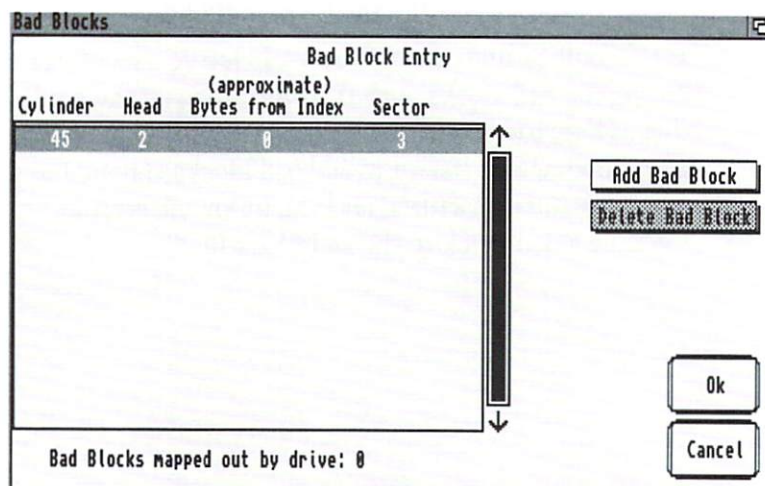 Bad Blocks
Bad Block Entry
(approximate)
Cylinder Head Bytes from Index Sector
45 2 0 3
Add Bad Block
Delete Bad Block
Ok
Cancel
Bad Blocks mapped out by drive: 0